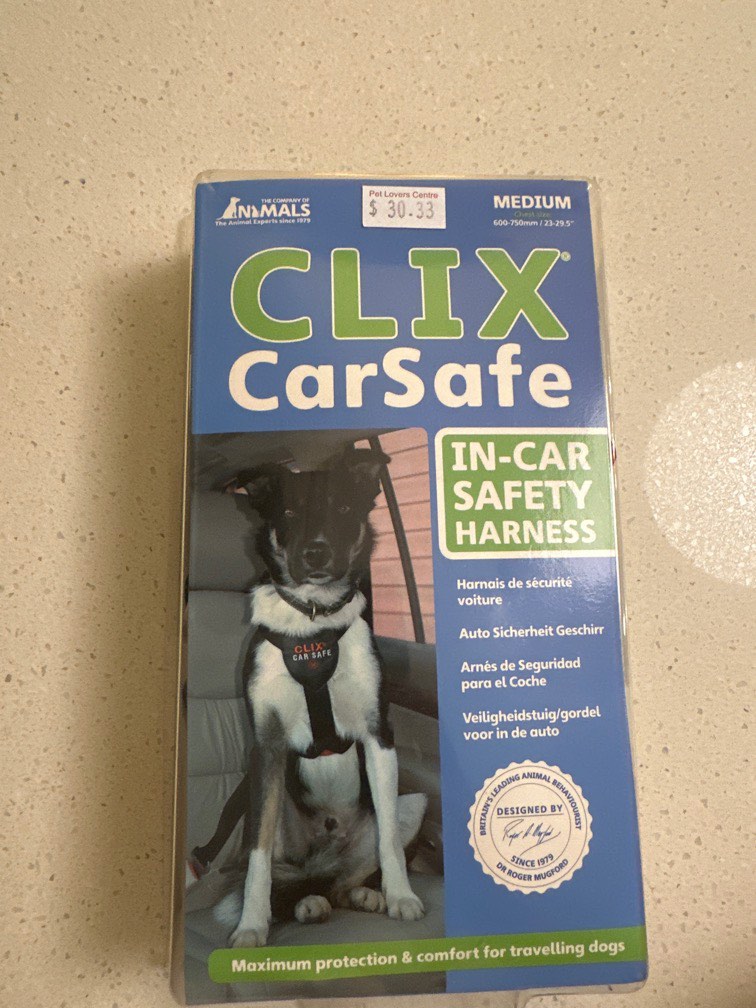 THE COMPANY OF
ANIMALS
The Animal Experts since 1979
Pet Lovers Centre
$ 30.33
MEDIUM
Chest size
600-750mm / 23-29.5"
CLIX®
CarSafe
IN-CAR
SAFETY
HARNESS
CLIX
CAR SAFE
Harnais de sécurité
voiture
Auto Sicherheit Geschirr
Arnés de Seguridad
para el Coche
Veiligheidstuig/gordel
voor in de auto
BRITAIN'S LEADING ANIMAL BEHAVIOURIST
DESIGNED BY
SINCE 1979
DR ROGER MUGFORD
Maximum protection & comfort for travelling dogs